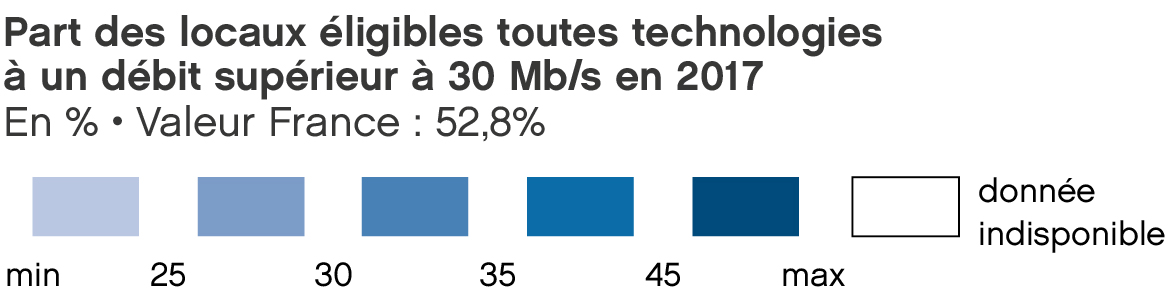 Part des locaux éligibles toutes technologies
à un débit supérieur à 30 Mb/s en 2017
En % • Valeur France : 52,8%
donnée
indisponible
min 25 30 35 45 max